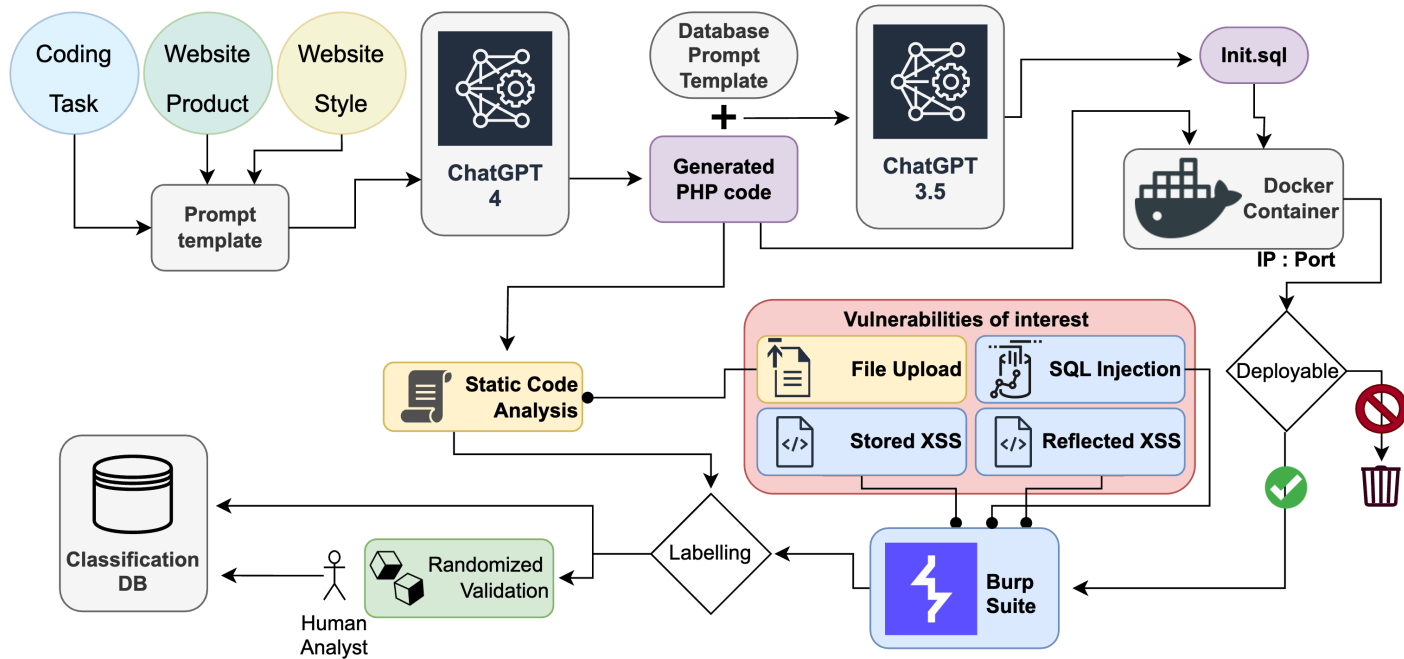 Coding
Task
Website
Product
Website
Style
Prompt
template
ChatGPT
4
Database
Prompt
Template
+
Generated
PHP code
ChatGPT
3.5
Init.sql
Docker
Container
IP : Port
Deployable
Vulnerabilities of interest
File Upload
SQL Injection
Stored XSS
</>
Reflected XSS
</>
Static Code
Analysis
Labelling
Burp
Suite
Randomized
Validation
Human
Analyst
Classification
DB